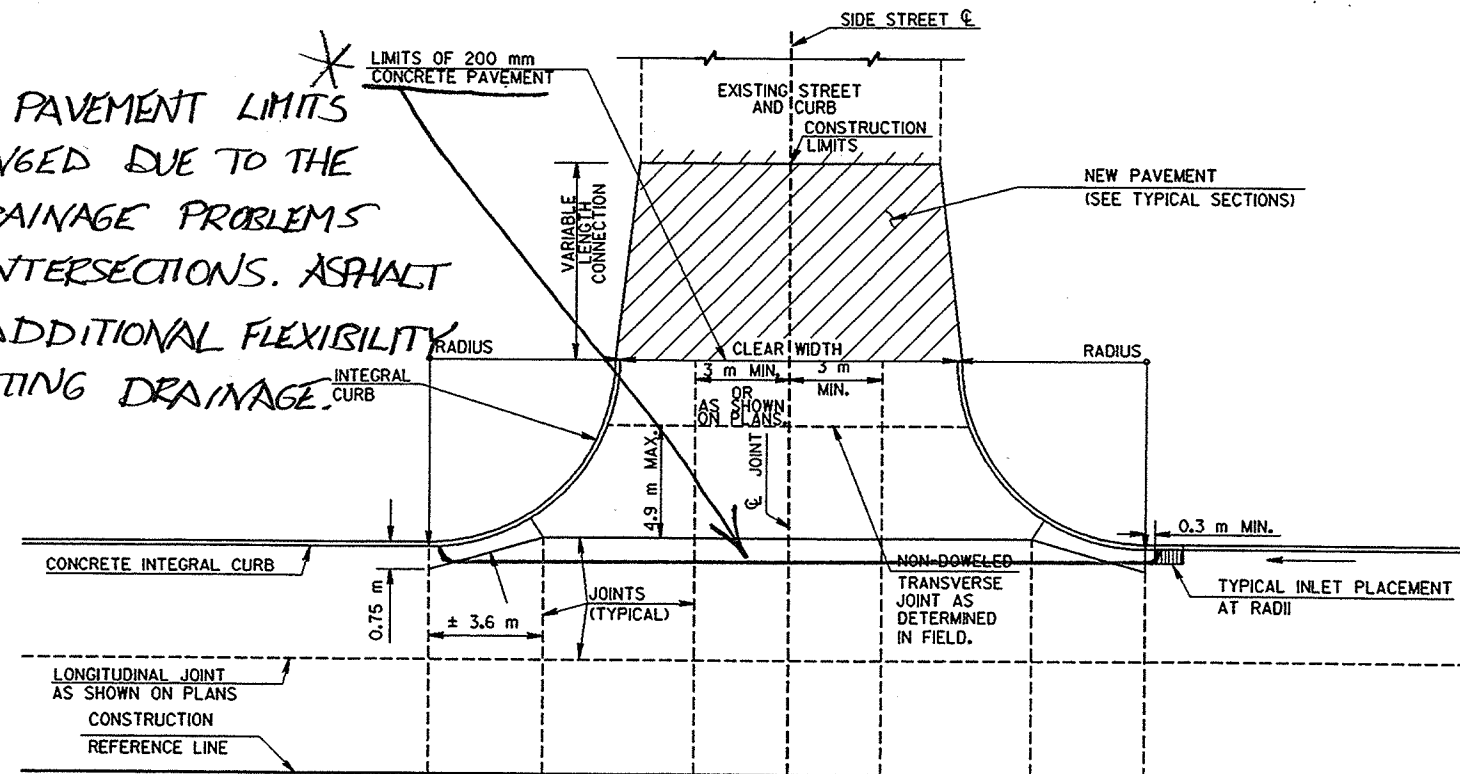 SIDE STREET ℄
LIMITS OF 200 mm
CONCRETE PAVEMENT
PAVEMENT LIMITS
NGED DUE TO THE
AINAGE PROBLEMS
NTERSECTIONS. ASPHALT
ADDITIONAL FLEXIBILITY
TING DRAINAGE.
EXISTING STREET
AND CURB
CONSTRUCTION
LIMITS
NEW PAVEMENT
(SEE TYPICAL SECTIONS)
VARIABLE
LENGTH
CONNECTION
RADIUS
CLEAR WIDTH
RADIUS
INTEGRAL
CURB
3 m MIN.
OR
AS SHOWN
ON PLANS.
3 m
MIN.
4.9 m MAX.
℄ JOINT
0.3 m MIN.
CONCRETE INTEGRAL CURB
0.75 m
± 3.6 m
JOINTS
(TYPICAL)
NON-DOWELED
TRANSVERSE
JOINT AS
DETERMINED
IN FIELD.
TYPICAL INLET PLACEMENT
AT RADII
LONGITUDINAL JOINT
AS SHOWN ON PLANS
CONSTRUCTION
REFERENCE LINE